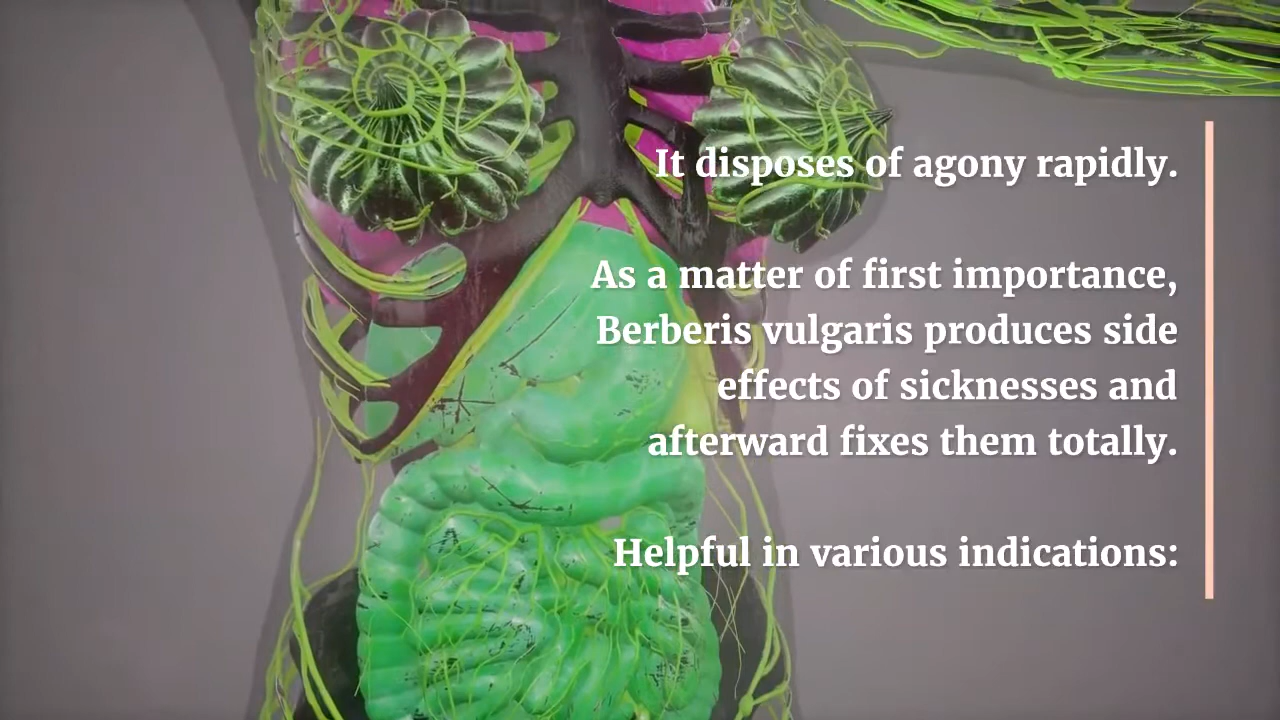 It disposes of agony rapidly.
As a matter of first importance,
Berberis vulgaris produces side
effects of sicknesses and
afterward fixes them totally.
Helpful in various indications: